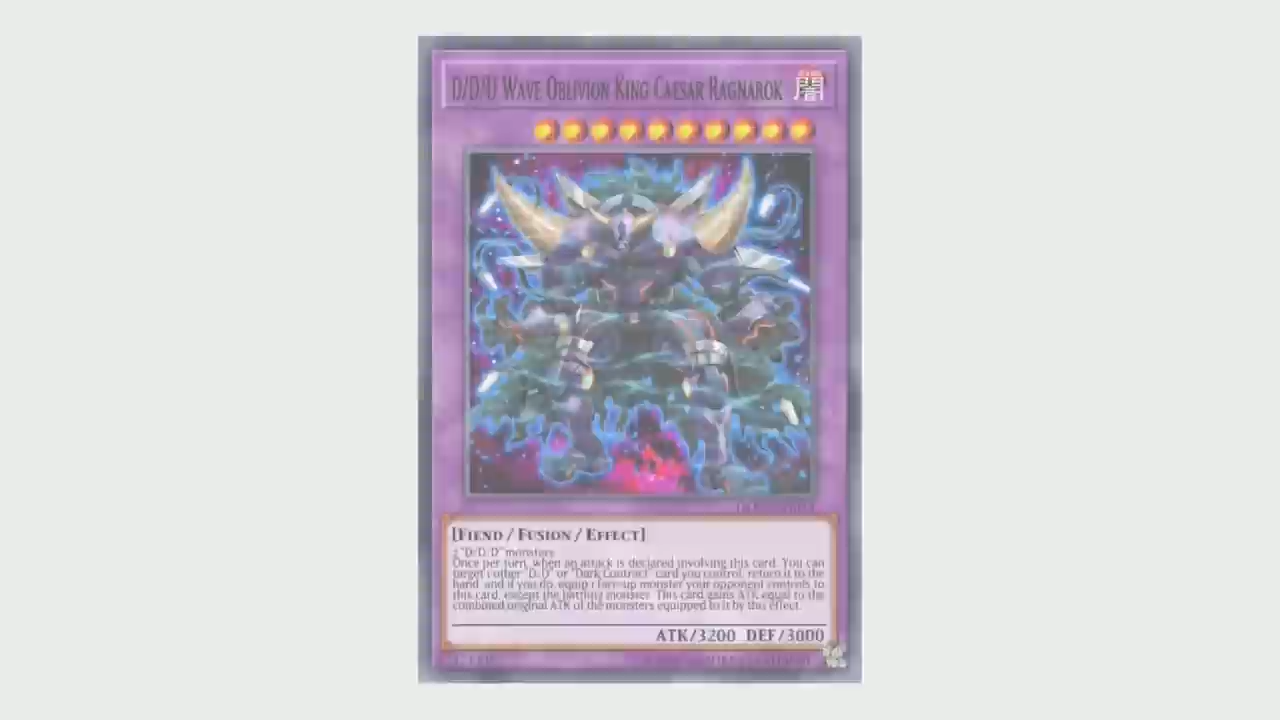 D/D/D Wave Oblivion King Caesar Ragnarok
闇
[Fiend / Fusion / Effect]
2 "D/D/D" monsters
Once per turn, when an attack is declared involving this card: You can
target 1 other "D/D" or "Dark Contract" card you control; return it to the
hand, and if you do, equip 1 face-up monster your opponent controls to
this card, except the battling monster. This card gains ATK equal to the
combined original ATK of the monsters equipped to it by this effect.
ATK/3200 DEF/3000